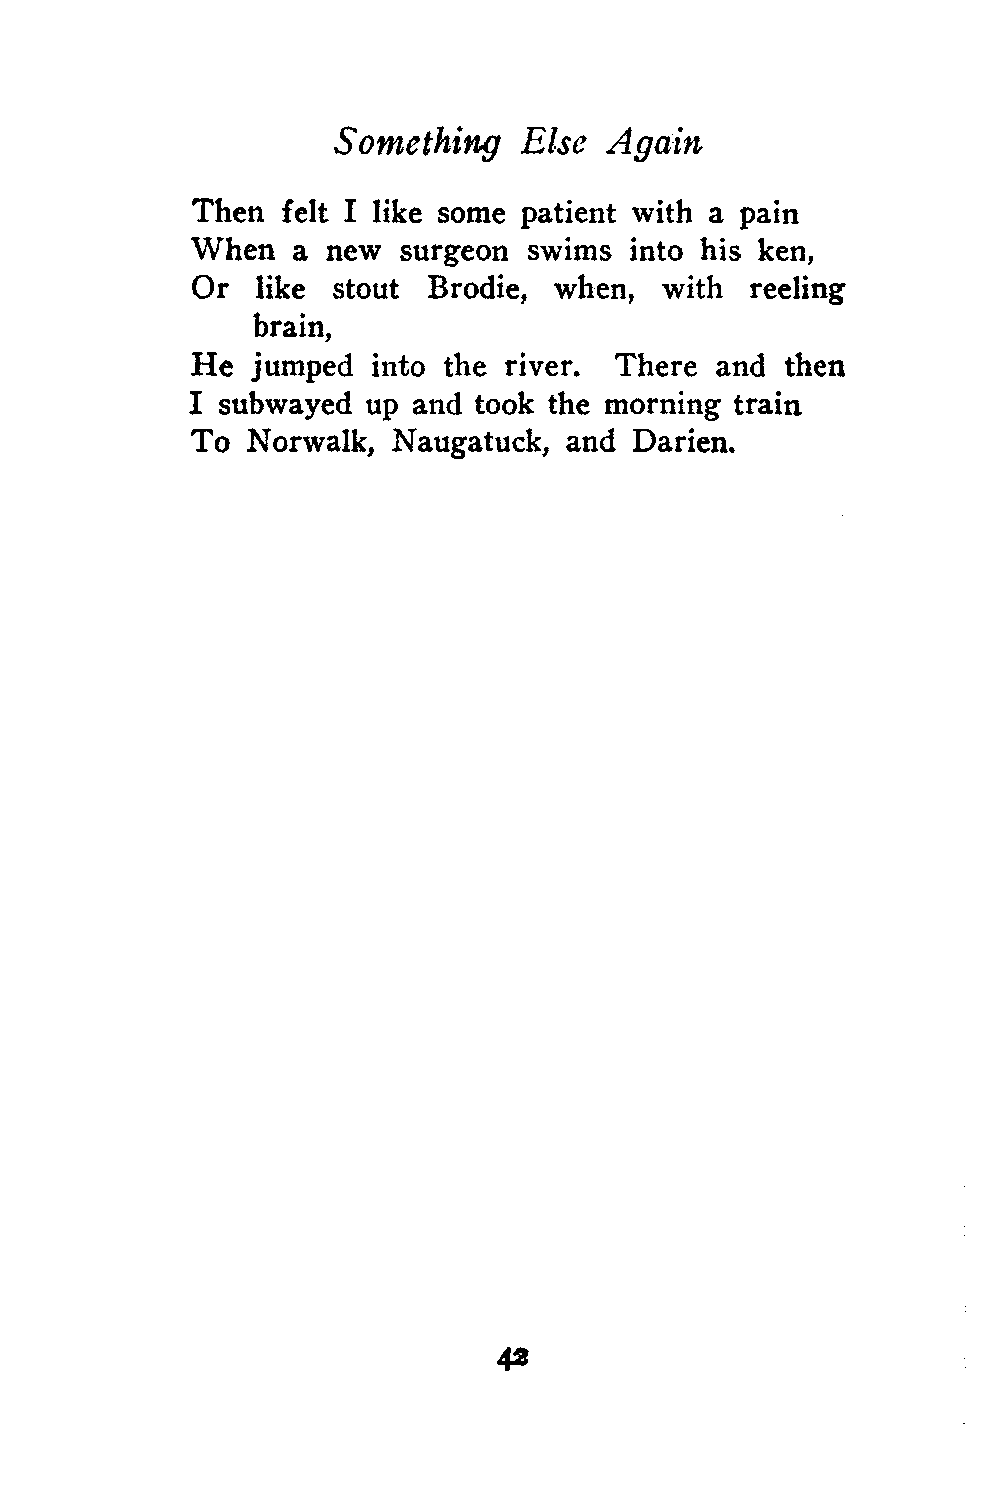 Something Else Again
Then felt I like some patient with a pain
When a new surgeon swims into his ken,
Or like stout Brodie, when, with reeling
brain,
He jumped into the river. There and then
I subwayed up and took the morning train
To Norwalk, Naugatuck, and Darien.
42